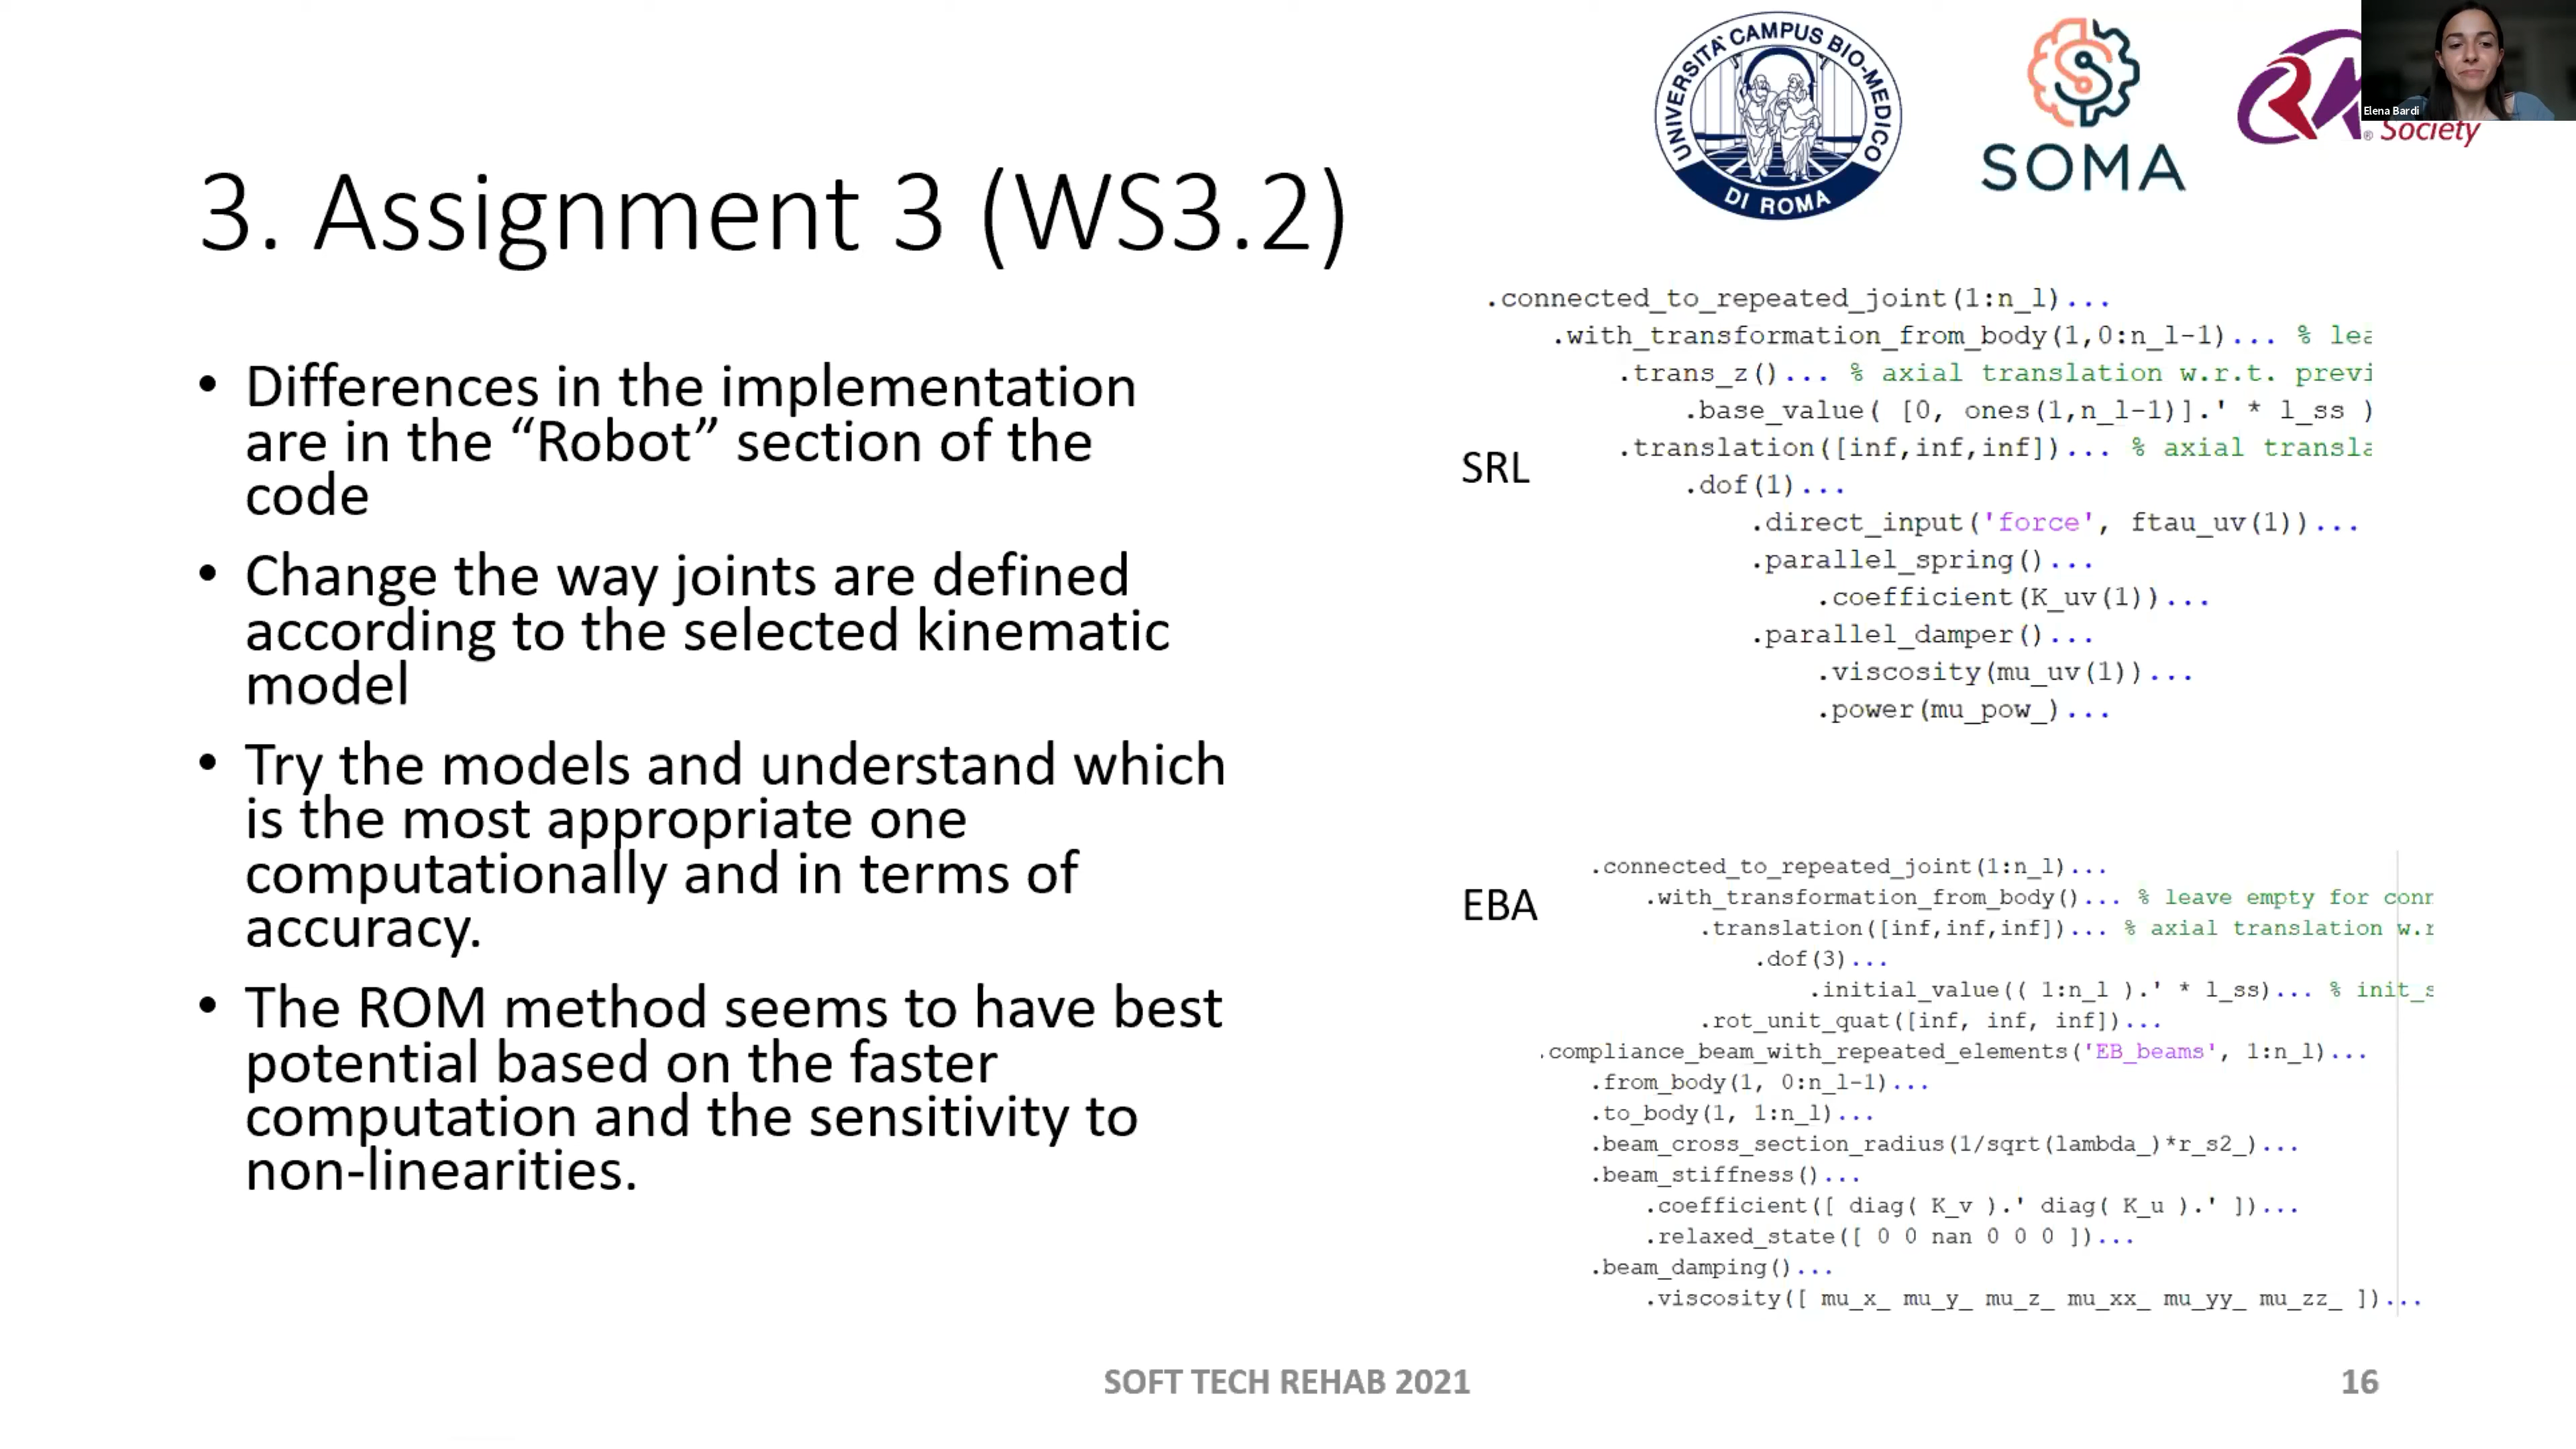 UNIVERSITA' CAMPUS BIO-MEDICO
DI ROMA
SOMA
® Society
Elena Bardi
3. Assignment 3 (WS3.2)
• Differences in the implementation
are in the “Robot” section of the
code
• Change the way joints are defined
according to the selected kinematic
model
• Try the models and understand which
is the most appropriate one
computationally and in terms of
accuracy.
• The ROM method seems to have best
potential based on the faster
computation and the sensitivity to
non-linearities.
SRL
.connected_to_repeated_joint(1:n_l)...
.with_transformation_from_body(1,0:n_l-1)... %
.trans_z()... % axial translation w.r.t. previ
.base_value( [0, ones(1,n_l-1)].' * l_ss )
.translation([inf,inf,inf])... % axial transla
.dof(1)...
.direct_input('force', ftau_uv(1))...
.parallel_spring()...
.coefficient(K_uv(1))...
.parallel_damper()...
.viscosity(mu_uv(1))...
.power(mu_pow_)...
EBA
.connected_to_repeated_joint(1:n_l)...
.with_transformation_from_body()... % leave empty for conn
.translation([inf,inf,inf])... % axial translation w.r
.dof(3)...
.initial_value(( 1:n_l ).' * l_ss)... % init_s
.rot_unit_quat([inf, inf, inf])...
.compliance_beam_with_repeated_elements('EB_beams', 1:n_l)...
.from_body(1, 0:n_l-1)...
.to_body(1, 1:n_l)...
.beam_cross_section_radius(1/sqrt(lambda_)*r_s2_)...
.beam_stiffness()...
.coefficient([ diag( K_v ).' diag( K_u ).' ])...
.relaxed_state([ 0 0 nan 0 0 0 ])...
.beam_damping()...
.viscosity([ mu_x_ mu_y_ mu_z_ mu_xx_ mu_yy_ mu_zz_ ])...
SOFT TECH REHAB 2021
16